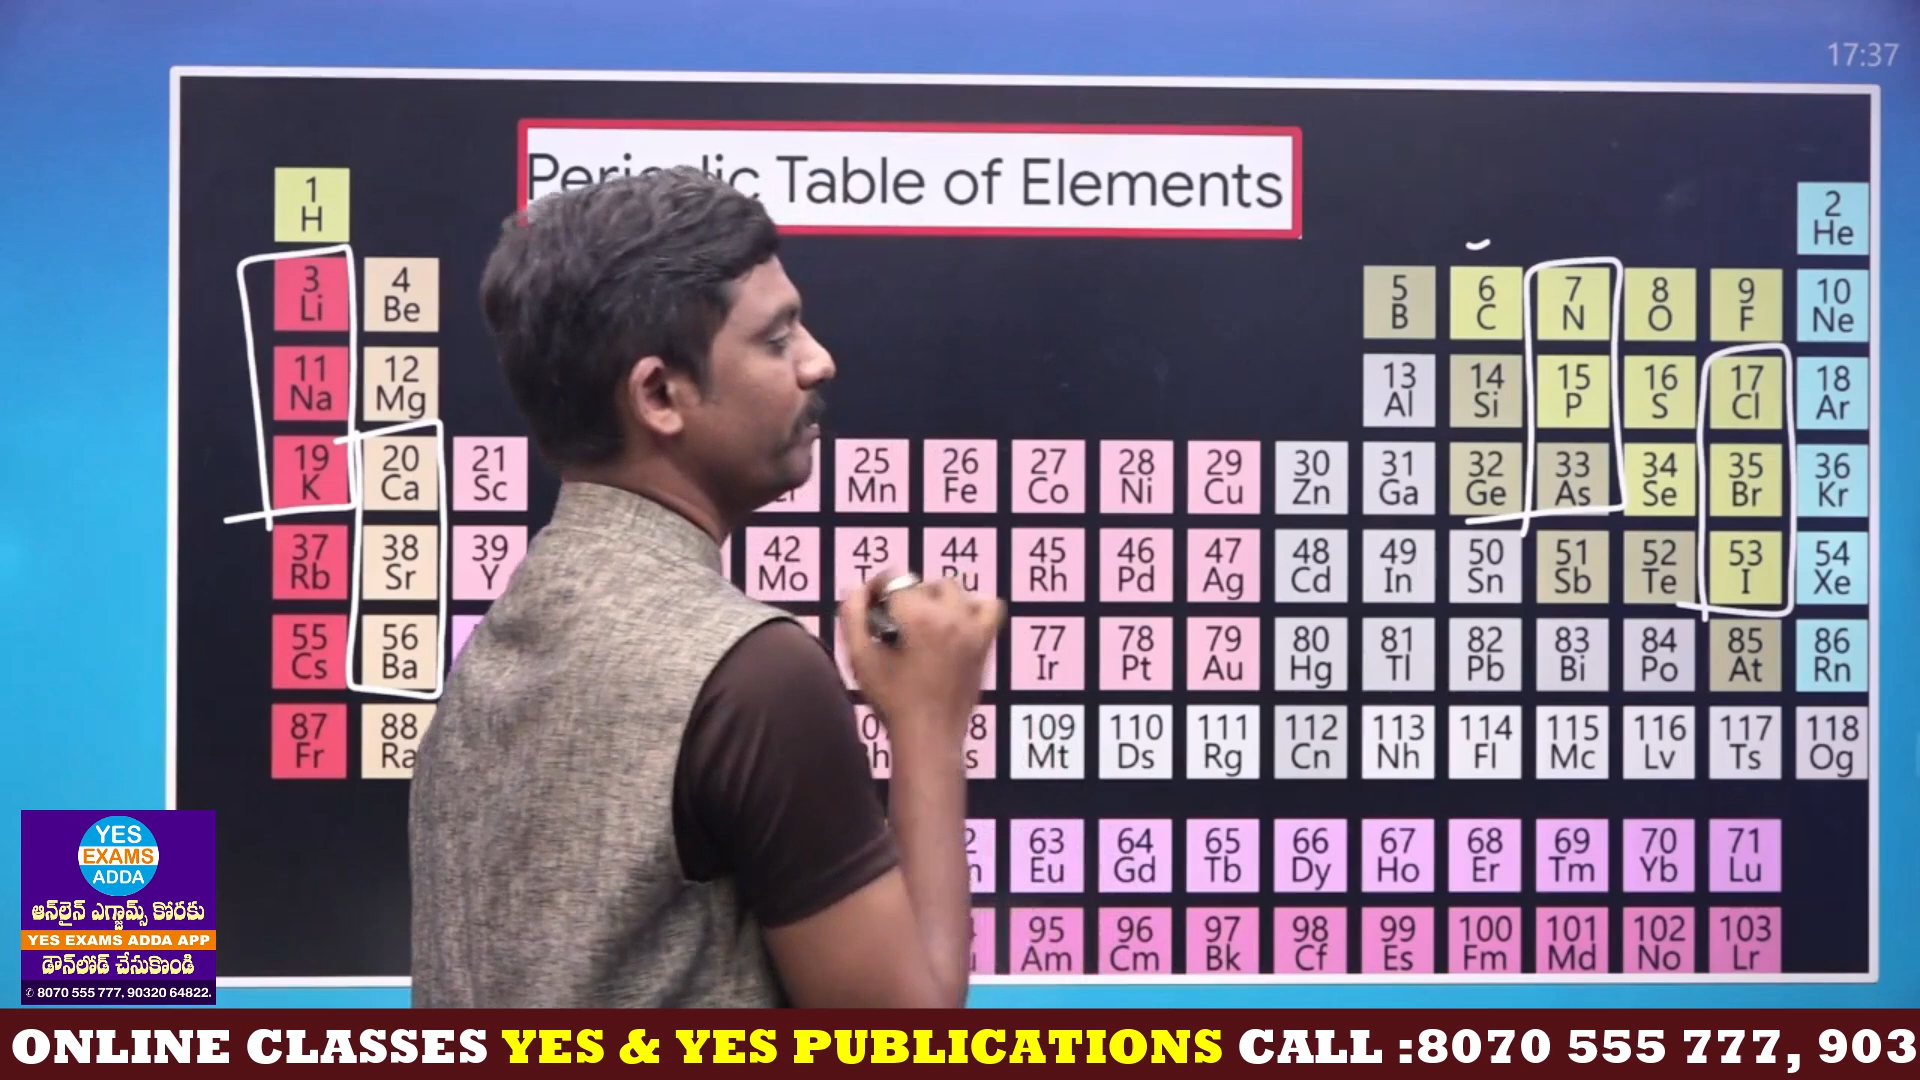 17:37
Periodic Table of Elements
1 H
2 He
3 Li 4 Be 5 B 6 C 7 N 8 O 9 F 10 Ne
11 Na 12 Mg 13 Al 14 Si 15 P 16 S 17 Cl 18 Ar
19 K 20 Ca 21 Sc 25 Mn 26 Fe 27 Co 28 Ni 29 Cu 30 Zn 31 Ga 32 Ge 33 As 34 Se 35 Br 36 Kr
37 Rb 38 Sr 39 Y 42 Mo 43 44 Ru 45 Rh 46 Pd 47 Ag 48 Cd 49 In 50 Sn 51 Sb 52 Te 53 I 54 Xe
55 Cs 56 Ba 77 Ir 78 Pt 79 Au 80 Hg 81 Tl 82 Pb 83 Bi 84 Po 85 At 86 Rn
87 Fr 88 Ra 109 Mt 110 Ds 111 Rg 112 Cn 113 Nh 114 Fl 115 Mc 116 Lv 117 Ts 118 Og
63 Eu 64 Gd 65 Tb 66 Dy 67 Ho 68 Er 69 Tm 70 Yb 71 Lu
95 Am 96 Cm 97 Bk 98 Cf 99 Es 100 Fm 101 Md 102 No 103 Lr
YES
EXAMS
ADDA
ఆన్‌లైన్ ఎగ్జామ్స్ కోరకు
YES EXAMS ADDA APP
డౌన్‌లోడ్ చేసుకొండి
✆ 8070 555 777, 90320 64822.
ONLINE CLASSES YES & YES PUBLICATIONS CALL :8070 555 777, 903